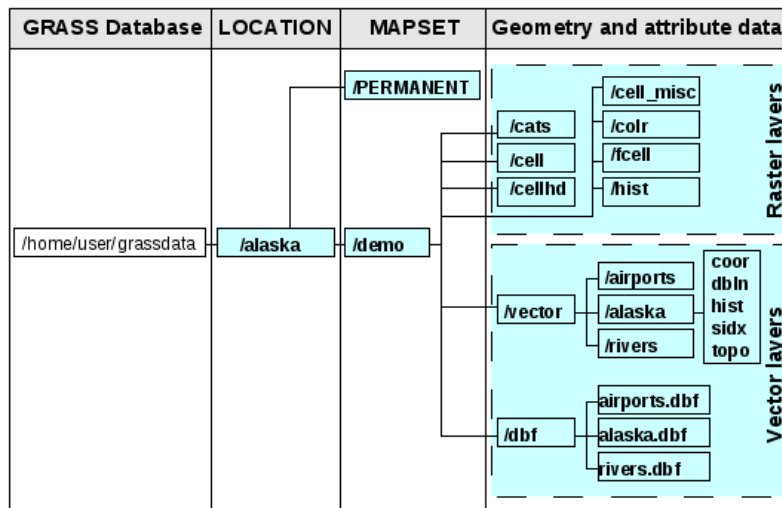 GRASS Database
LOCATION
MAPSET
Geometry and attribute data
/PERMANENT
/cell_misc
/cats
/colr
/cell
/fcell
/cellhd
/hist
Raster layers
/home/user/grassdata
/alaska
/demo
/vector
/airports
/alaska
/rivers
coor
dbln
hist
sidx
topo
/dbf
airports.dbf
alaska.dbf
rivers.dbf
Vector layers